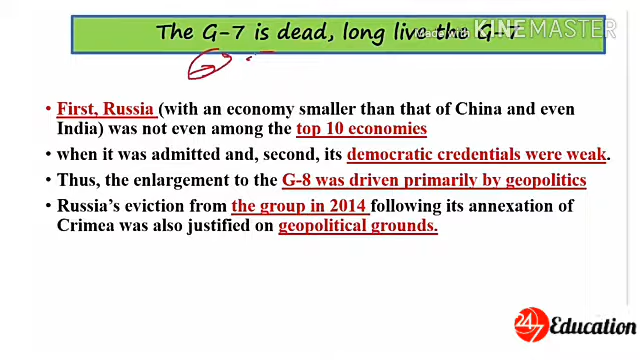 The G-7 is dead, long live the G-7
Made with KINEMASTER
• First, Russia (with an economy smaller than that of China and even
India) was not even among the top 10 economies
• when it was admitted and, second, its democratic credentials were weak.
• Thus, the enlargement to the G-8 was driven primarily by geopolitics
• Russia's eviction from the group in 2014 following its annexation of
Crimea was also justified on geopolitical grounds.
24/7 Education